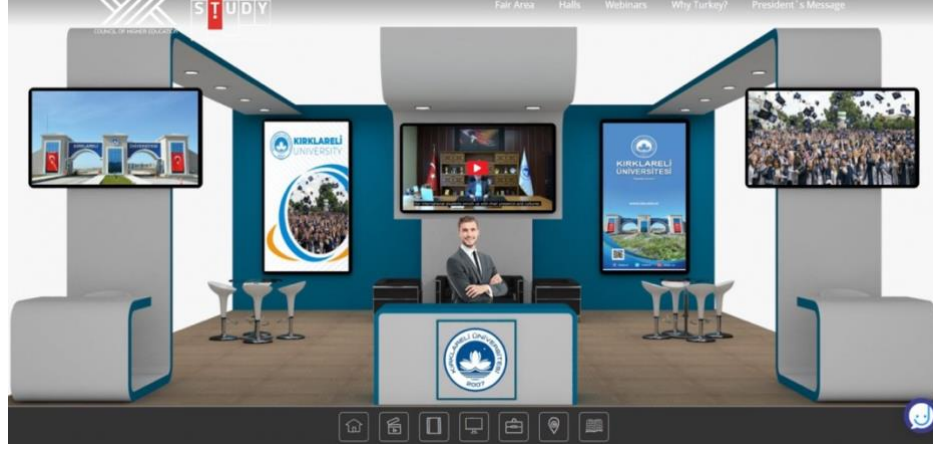 STUDY
COUNCIL OF HIGHER EDUCATION
Fair Area
Halls
Webinars
Why Turkey?
President`s Message
KIRKLARELİ
KIRKLARELİ
UNIVERSITY
KIRKLARELİ
ÜNİVERSİTESİ
KIRKLARELİ ÜNİVERSİTESİ
2007